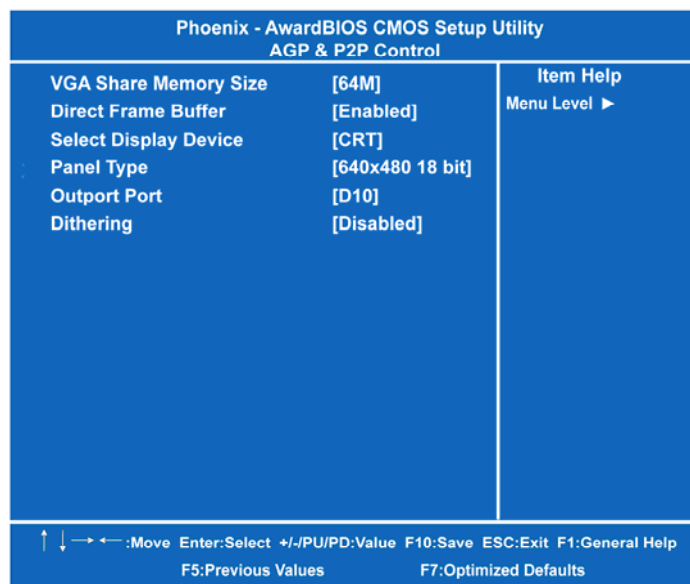 Phoenix - AwardBIOS CMOS Setup Utility
AGP & P2P Control
VGA Share Memory Size [64M]
Direct Frame Buffer [Enabled]
Select Display Device [CRT]
Panel Type [640x480 18 bit]
Outport Port [D10]
Dithering [Disabled]
Item Help
Menu Level ►
↑ ↓ → ← :Move Enter:Select +/-/PU/PD:Value F10:Save ESC:Exit F1:General Help
F5:Previous Values F7:Optimized Defaults